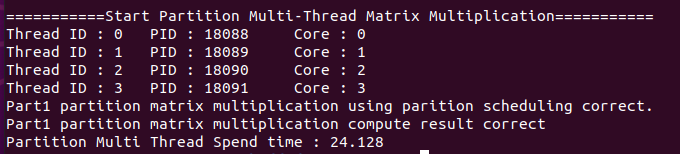 ===========Start Partition Multi-Thread Matrix Multiplication===========
Thread ID : 0   PID : 18088     Core : 0
Thread ID : 1   PID : 18089     Core : 1
Thread ID : 2   PID : 18090     Core : 2
Thread ID : 3   PID : 18091     Core : 3
Part1 partition matrix multiplication using parition scheduling correct.
Part1 partition matrix multiplication compute result correct
Partition Multi Thread Spend time : 24.128